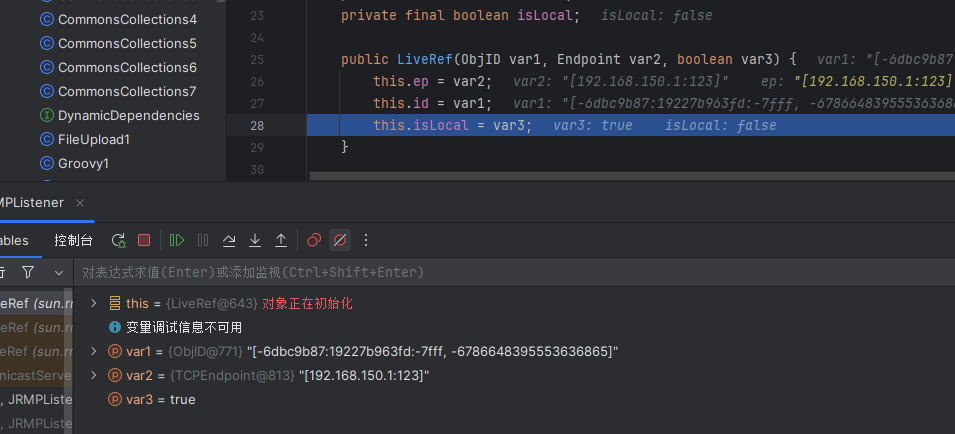 CommonsCollections4
CommonsCollections5
CommonsCollections6
CommonsCollections7
DynamicDependencies
FileUpload1
Groovy1
23 private final boolean isLocal; isLocal: false
24
25 public LiveRef(ObjID var1, Endpoint var2, boolean var3) { var1: "[-6dbc9b87
26 this.ep = var2; var2: "[192.168.150.1:123]" ep: "[192.168.150.1:123]
27 this.id = var1; var1: "[-6dbc9b87:19227b963fd:-7fff, -678664839555363686
28 this.isLocal = var3; var3: true isLocal: false
29 }
30
MPListener ×
ables 控制台
行 对表达式求值(Enter)或添加监视(Ctrl+Shift+Enter)
eRef (sun.rr
eRef (sun.rr
eRef (sun.rr
nicastServe
, JRMPListe
, JRMPListe
this = {LiveRef@643} 对象正在初始化
变量调试信息不可用
var1 = {ObjID@771} "[-6dbc9b87:19227b963fd:-7fff, -6786648395553636865]"
var2 = {TCPEndpoint@813} "[192.168.150.1:123]"
var3 = true